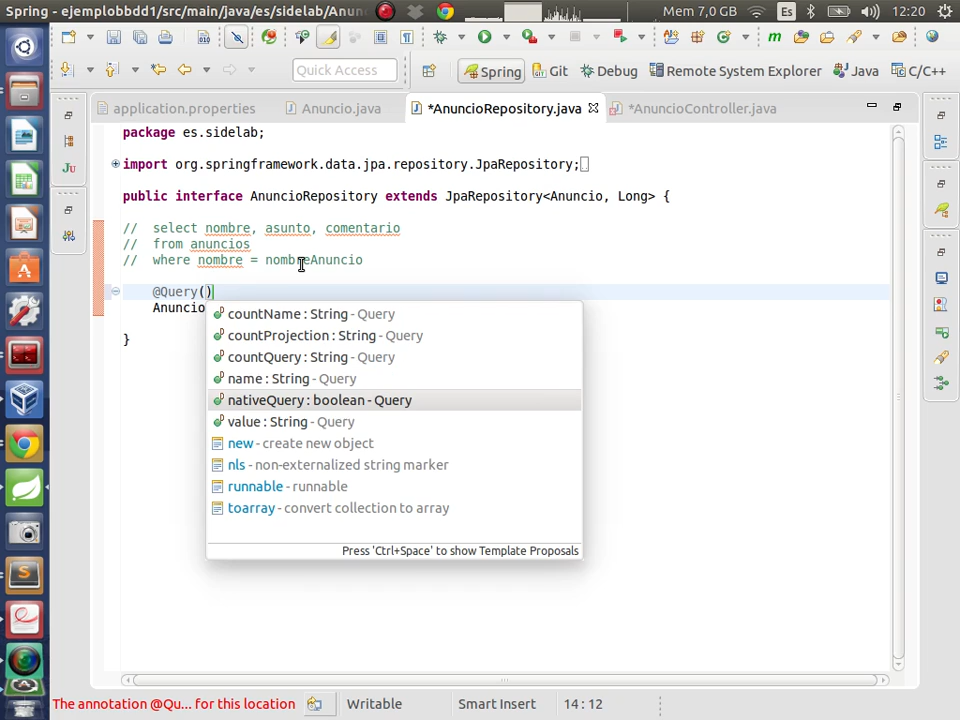 Spring - ejemplobbdd1/src/main/java/es/sidelab/Anunc
Mem 7,0 GB
Es
12:20
010
Quick Access
Spring
Git
Debug
Remote System Explorer
Java
C/C++
application.properties
Anuncio.java
*AnuncioRepository.java
*AnuncioController.java
package es.sidelab;
import org.springframework.data.jpa.repository.JpaRepository;
public interface AnuncioRepository extends JpaRepository<Anuncio, Long> {
// select nombre, asunto, comentario
// from anuncios
// where nombre = nombreAnuncio
@Query()
Anuncio
}
countName : String - Query
countProjection : String - Query
countQuery : String - Query
name : String - Query
nativeQuery : boolean - Query
value : String - Query
new - create new object
nls - non-externalized string marker
runnable - runnable
toarray - convert collection to array
Press 'Ctrl+Space' to show Template Proposals
The annotation @Qu... for this location
Writable
Smart Insert
14 : 12